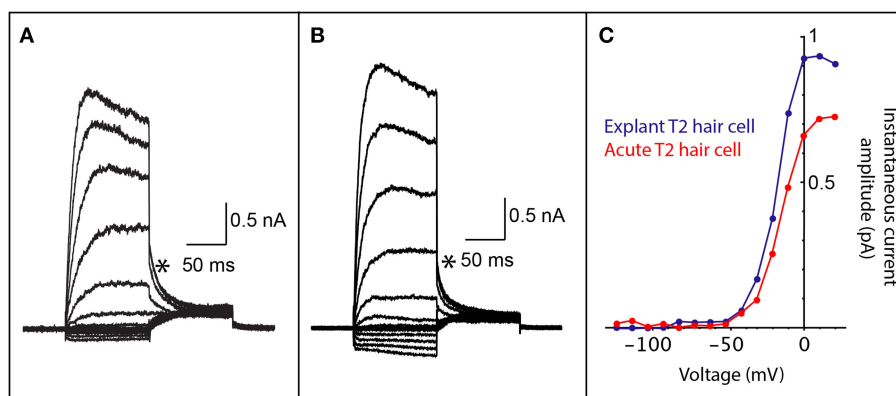 A
*
0.5 nA
50 ms
B
*
0.5 nA
50 ms
C
Explant T2 hair cell
Acute T2 hair cell
1
0.5
Instantaneous current
amplitude (pA)
−100
−50
0
Voltage (mV)